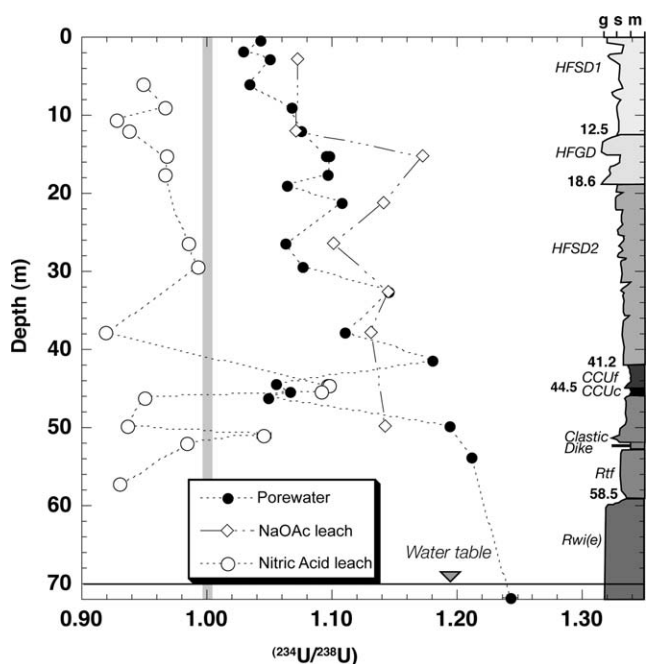 g s m
0
10
20
30
40
50
60
70
Depth (m)
0.90
1.00
1.10
1.20
1.30
(²³⁴U/²³⁸U)
Porewater
NaOAc leach
Nitric Acid leach
Water table
HFSD1
12.5
HFGD
18.6
HFSD2
41.2
CCUf
44.5 CCUc
Clastic
Dike
Rtf
58.5
Rwi(e)